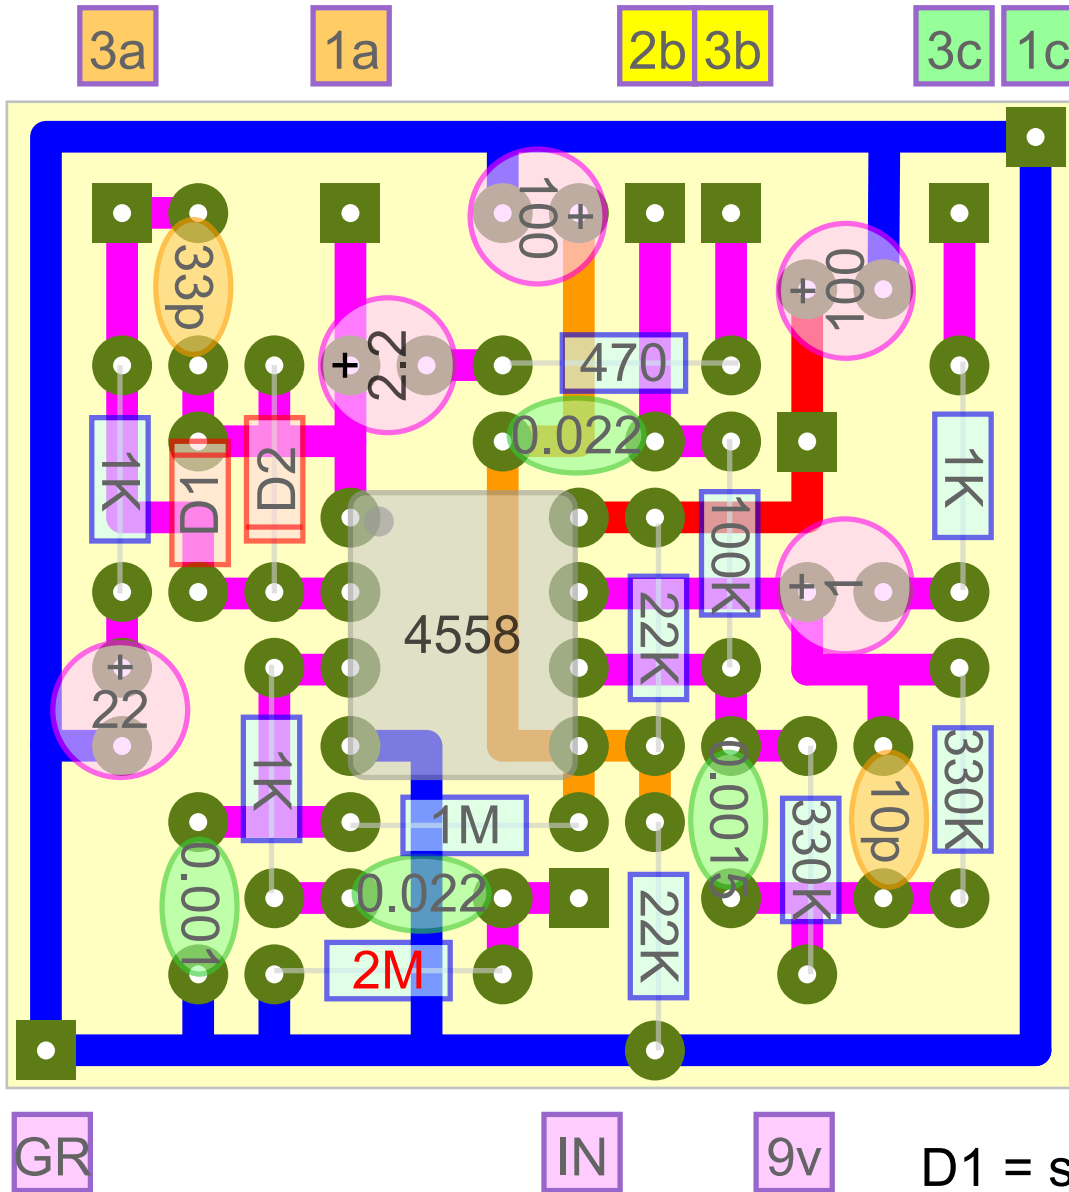 3a 1a 2b 3b 3c 1c
100
+
33p
100
+
+
2.2
470
0.022
1K
D1
D2
1K
100K
+
1
4558
22K
+
22
1K
1M
0.0015
330K
10p
330K
0.001
0.022
22K
2M
GR IN 9v
D1 = s